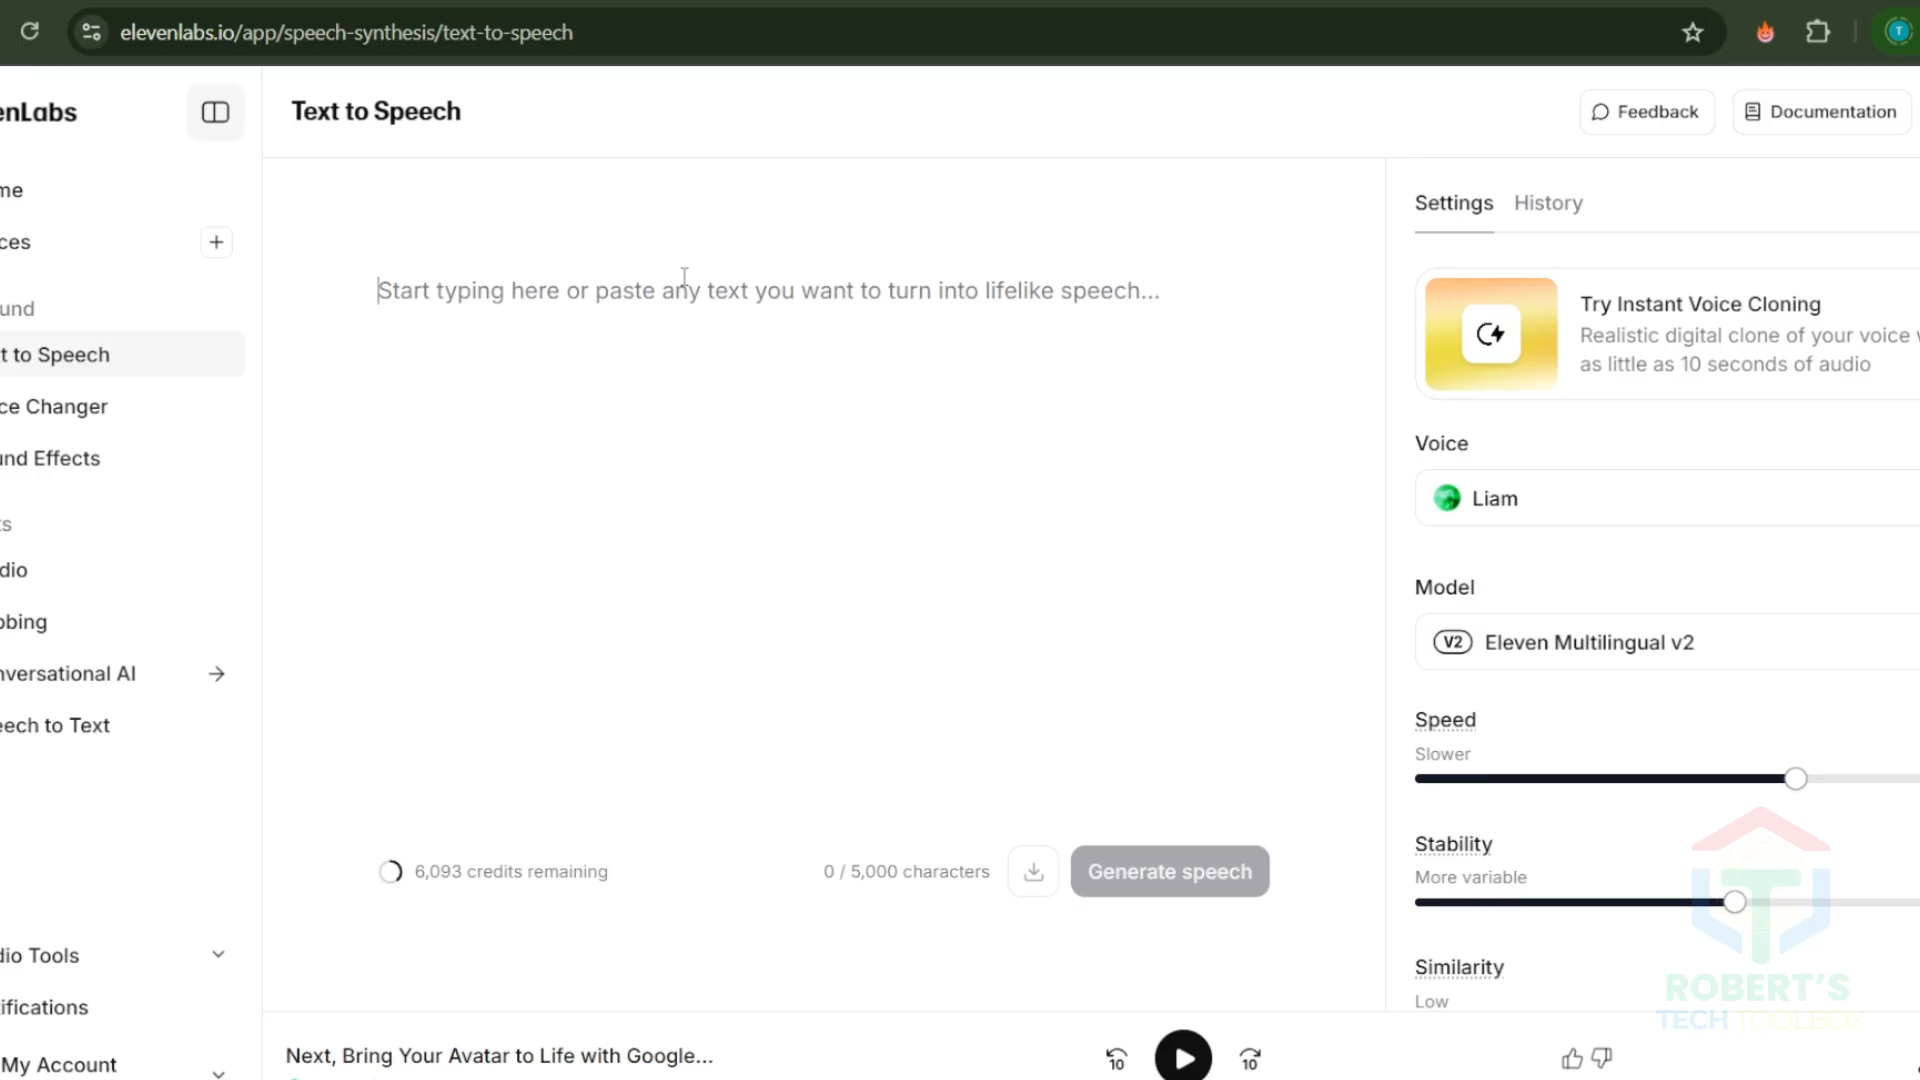 elevenlabs.io/app/speech-synthesis/text-to-speech
T
enLabs
Text to Speech
Feedback
Documentation
me
ces
und
t to Speech
ce Changer
und Effects
ts
dio
bbing
nversational AI
eech to Text
dio Tools
ifications
My Account
Start typing here or paste any text you want to turn into lifelike speech...
6,093 credits remaining
0 / 5,000 characters
Generate speech
Settings
History
Try Instant Voice Cloning
Realistic digital clone of your voice
as little as 10 seconds of audio
Voice
Liam
Model
V2 Eleven Multilingual v2
Speed
Slower
Stability
More variable
Similarity
Low
ROBERT'S
TECH TOOLBOX
Next, Bring Your Avatar to Life with Google...
10
10